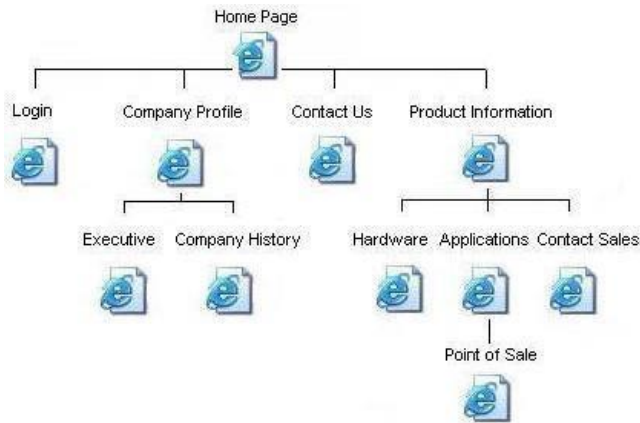 Home Page
Login Company Profile Contact Us Product Information
Executive Company History Hardware Applications Contact Sales
Point of Sale